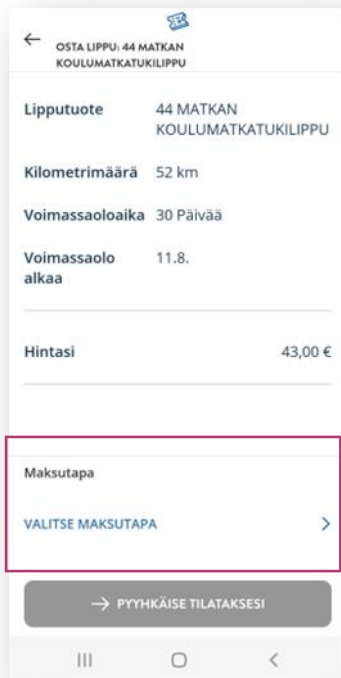 OSTA LIPPU: 44 MATKAN
KOULUMATKATUKILIPPU
Lipputuote 44 MATKAN
KOULUMATKATUKILIPPU
Kilometrimäärä 52 km
Voimassaoloaika 30 Päivää
Voimassaolo 11.8.
alkaa
Hintasi 43,00 €
Maksutapa
VALITSE MAKSUTAPA
PYYHKÄISE TILATAKSESI